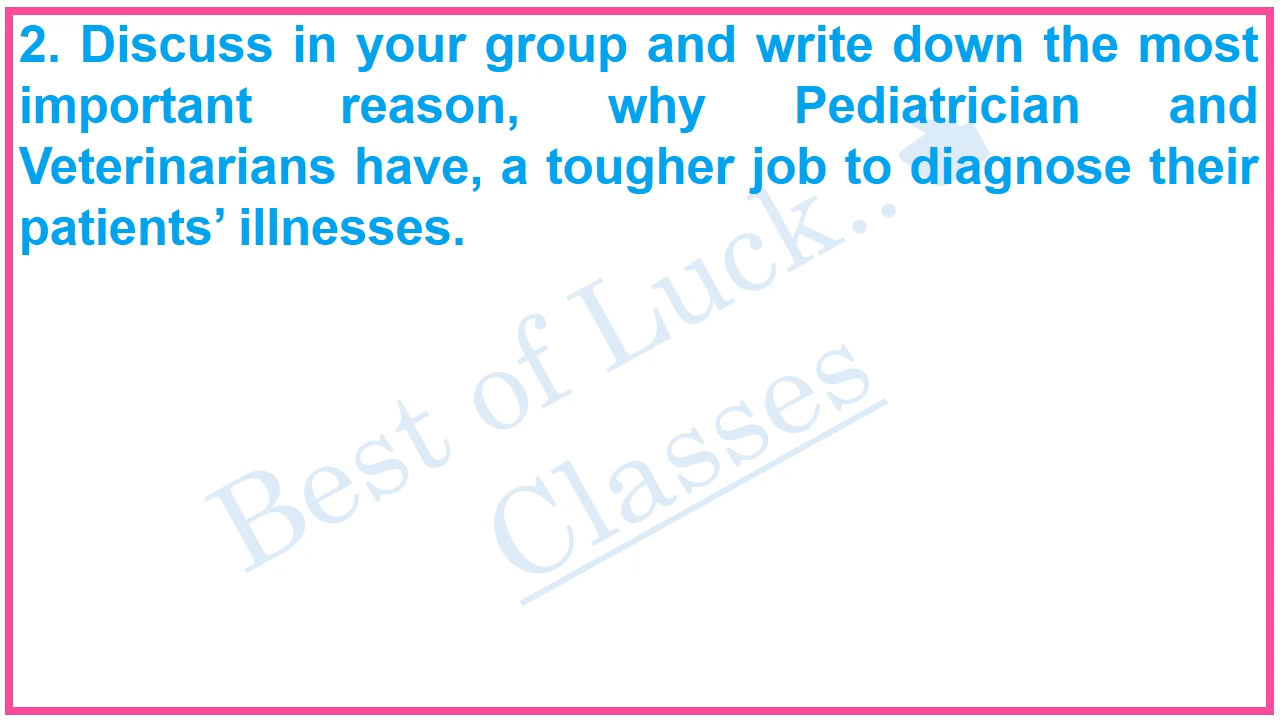 2. Discuss in your group and write down the most
important reason, why Pediatrician and
Veterinarians have, a tougher job to diagnose their
patients’ illnesses.
Best of Luck..
Classes